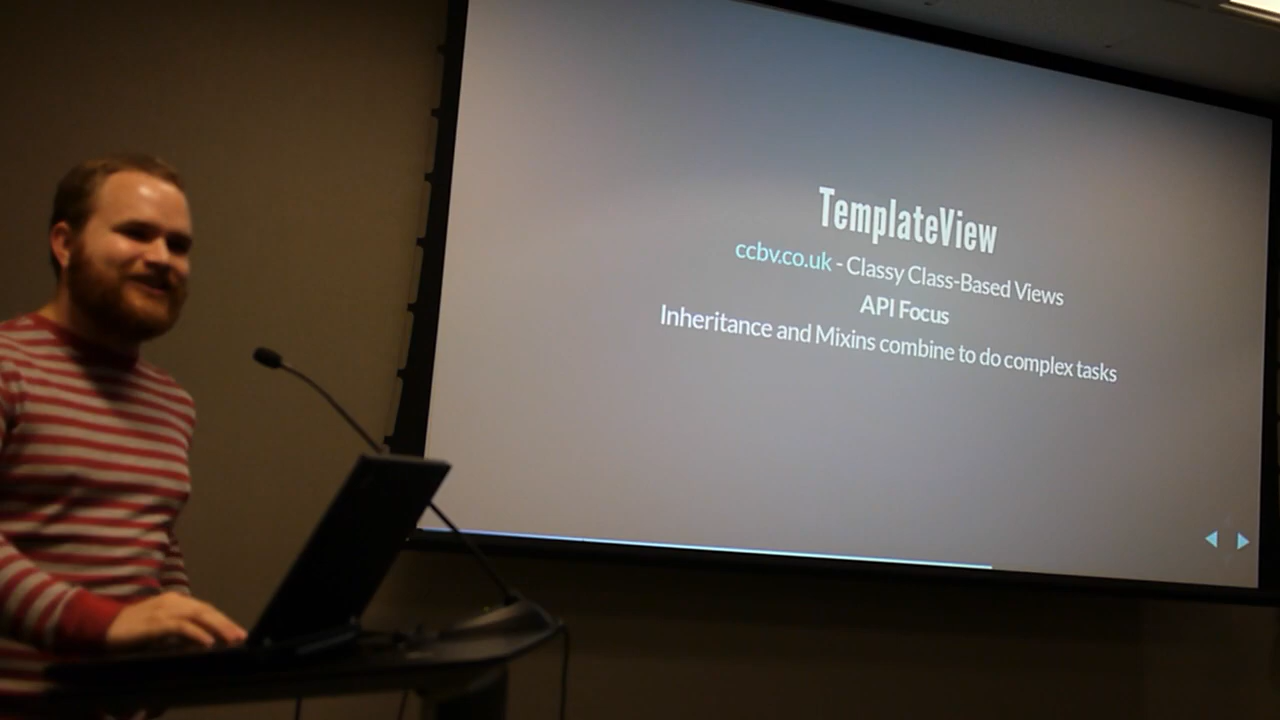 TemplateView
ccbv.co.uk - Classy Class-Based Views
API Focus
Inheritance and Mixins combine to do complex tasks